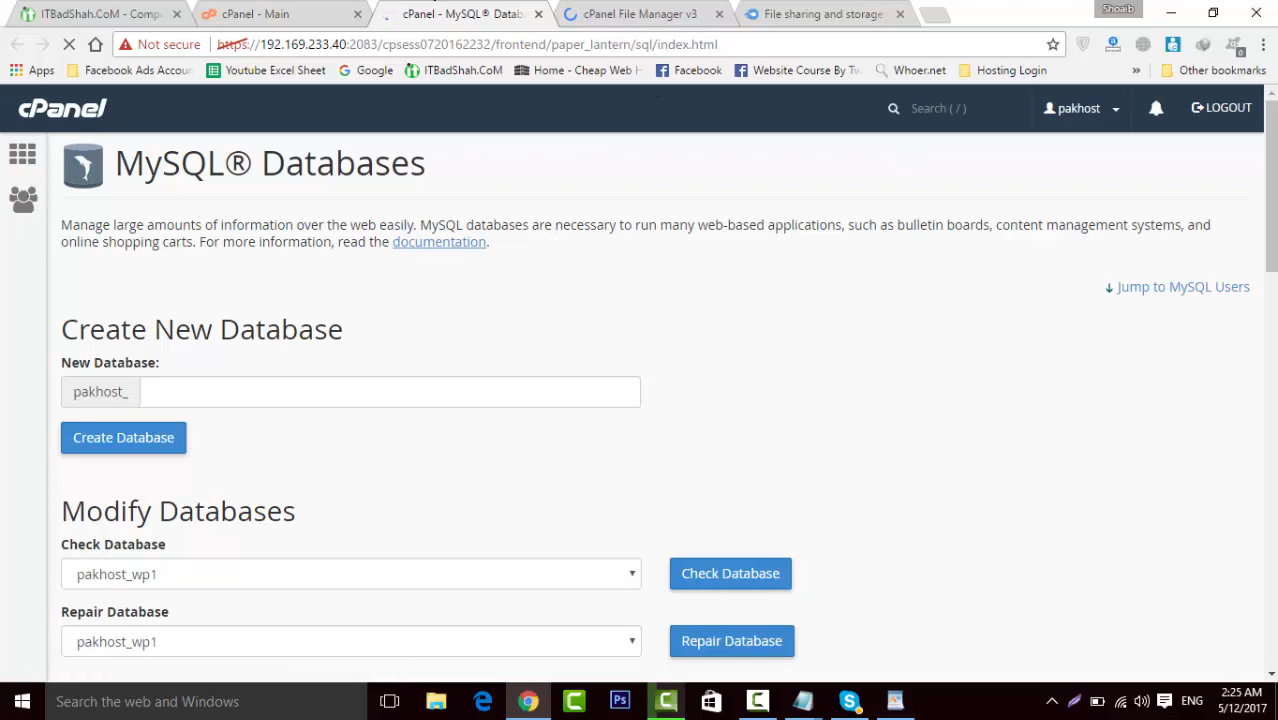 ITBadShah.CoM - Comp
cPanel - Main
cPanel - MySQL® Datab
cPanel File Manager v3
File sharing and storage
Shoaib
Not secure
https://192.169.233.40:2083/cpsess0720162232/frontend/paper_lantern/sql/index.html
Apps
Facebook Ads Accoun
Youtube Excel Sheet
Google
ITBadShah.CoM
Home - Cheap Web H
Facebook
Website Course By Tw
Whoer.net
Hosting Login
»
Other bookmarks
cPanel
Search ( / )
pakhost
LOGOUT
MySQL® Databases
Manage large amounts of information over the web easily. MySQL databases are necessary to run many web-based applications, such as bulletin boards, content management systems, and
online shopping carts. For more information, read the documentation.
Jump to MySQL Users
Create New Database
New Database:
pakhost_
Create Database
Modify Databases
Check Database
pakhost_wp1
Check Database
Repair Database
pakhost_wp1
Repair Database
Search the web and Windows
Ps
ENG
2:25 AM
5/12/2017